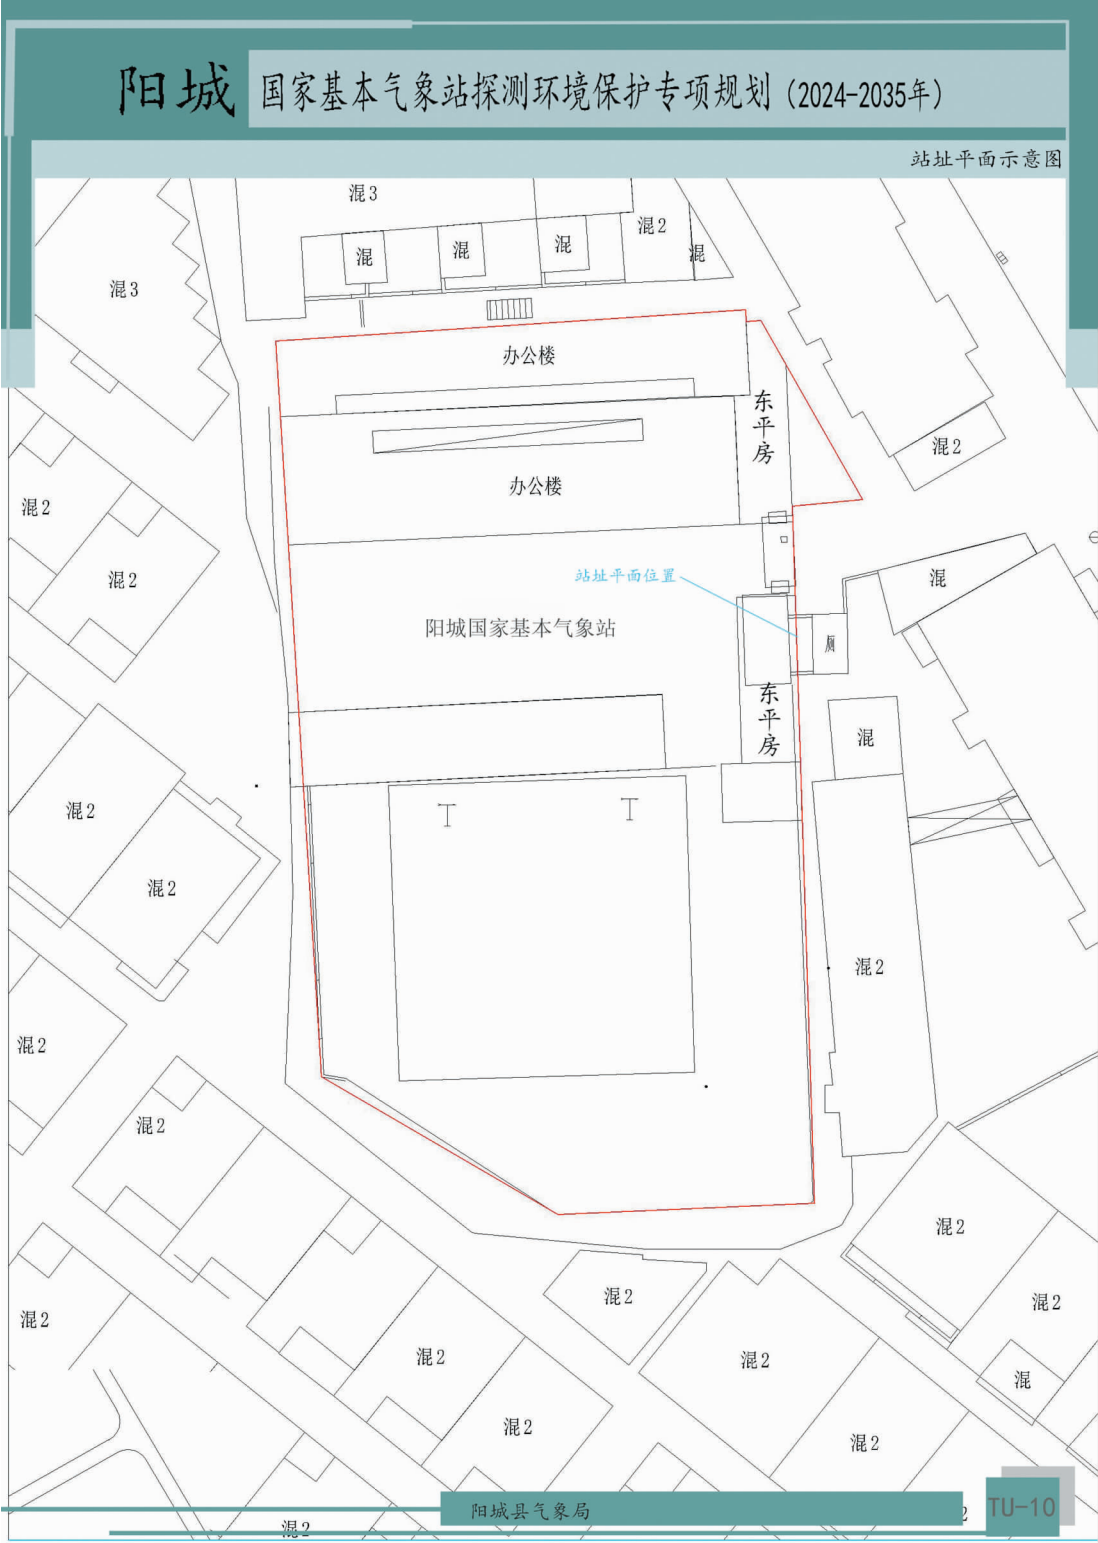 阳城 国家基本气象站探测环境保护专项规划(2024-2035年)
站址平面示意图
混3
混2
混
混
混
混
混3
办公楼
东平房
混2
办公楼
混2
混2
站址平面位置
混
阳城国家基本气象站
厕
东平房
混
混2
混2
混2
混2
混2
混2
混2
混2
混2
混2
混2
混2
混
混2
混2
阳城县气象局
TU-10
2
混2